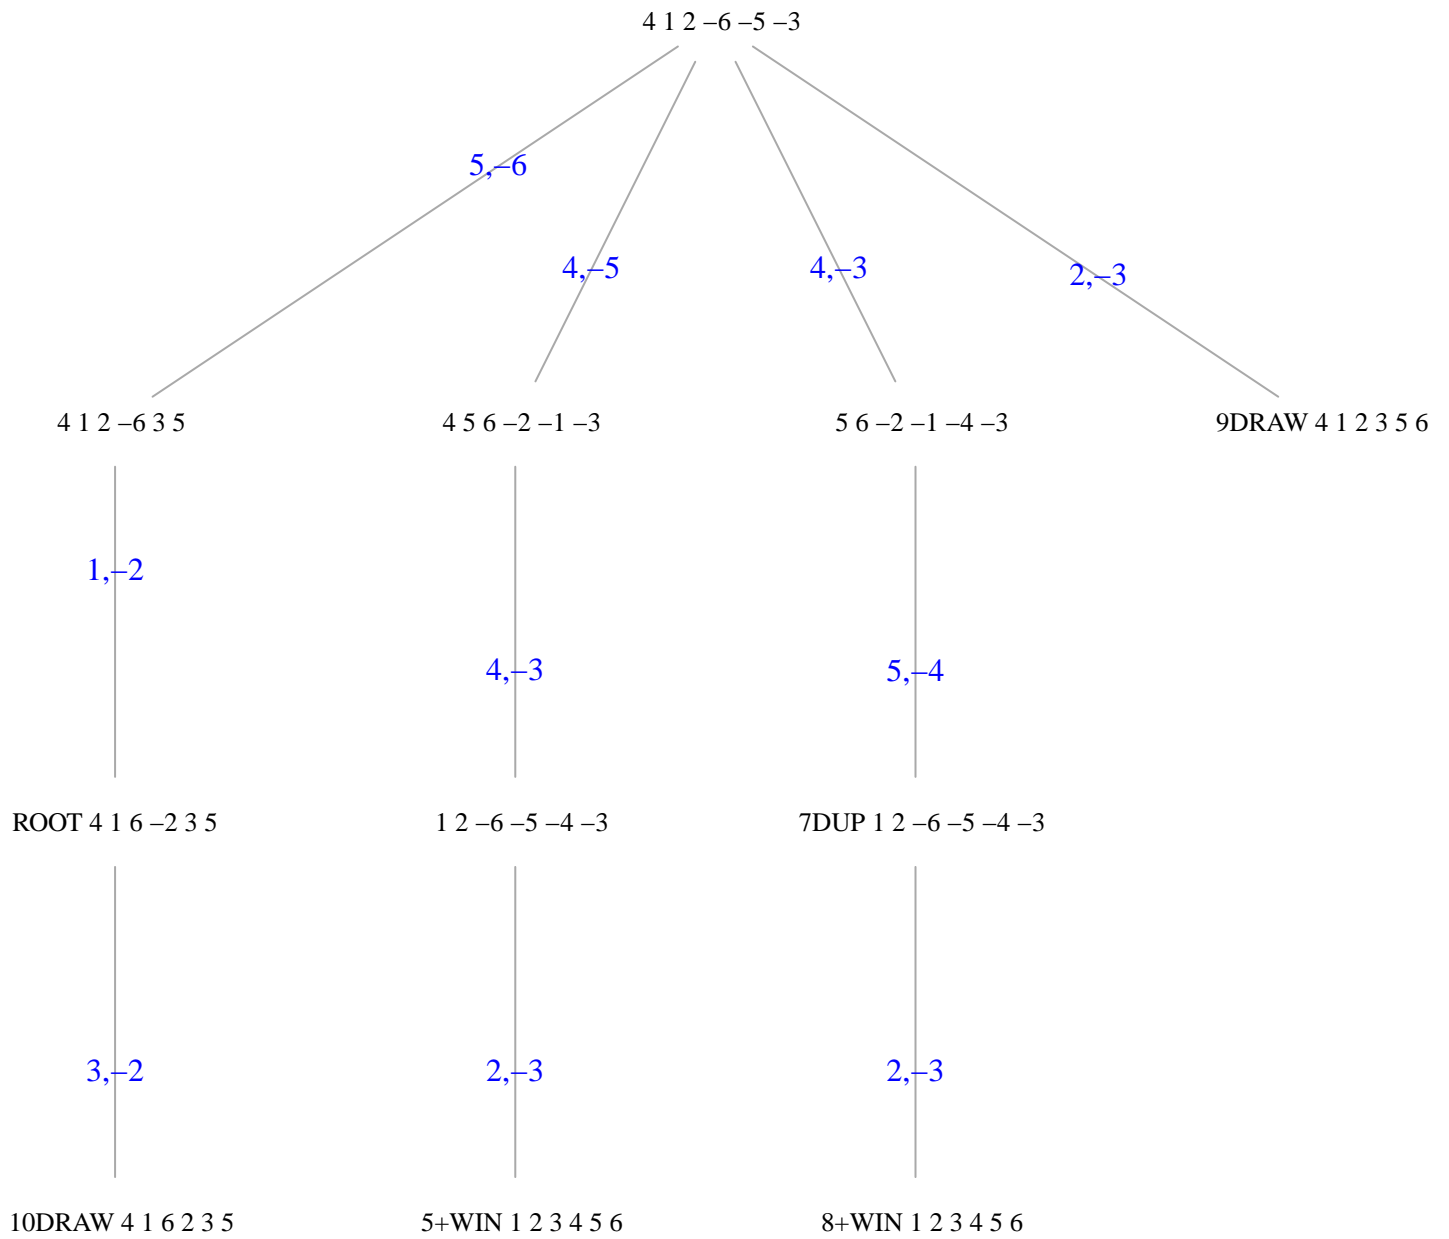 4 1 2 –6 –5 –3
5,–6
4,–5
4,–3
2,–3
4 1 2 –6 3 5
4 5 6 –2 –1 –3
5 6 –2 –1 –4 –3
9DRAW 4 1 2 3 5 6
1,–2
4,–3
5,–4
ROOT 4 1 6 –2 3 5
1 2 –6 –5 –4 –3
7DUP 1 2 –6 –5 –4 –3
3,–2
2,–3
2,–3
10DRAW 4 1 6 2 3 5
5+WIN 1 2 3 4 5 6
8+WIN 1 2 3 4 5 6